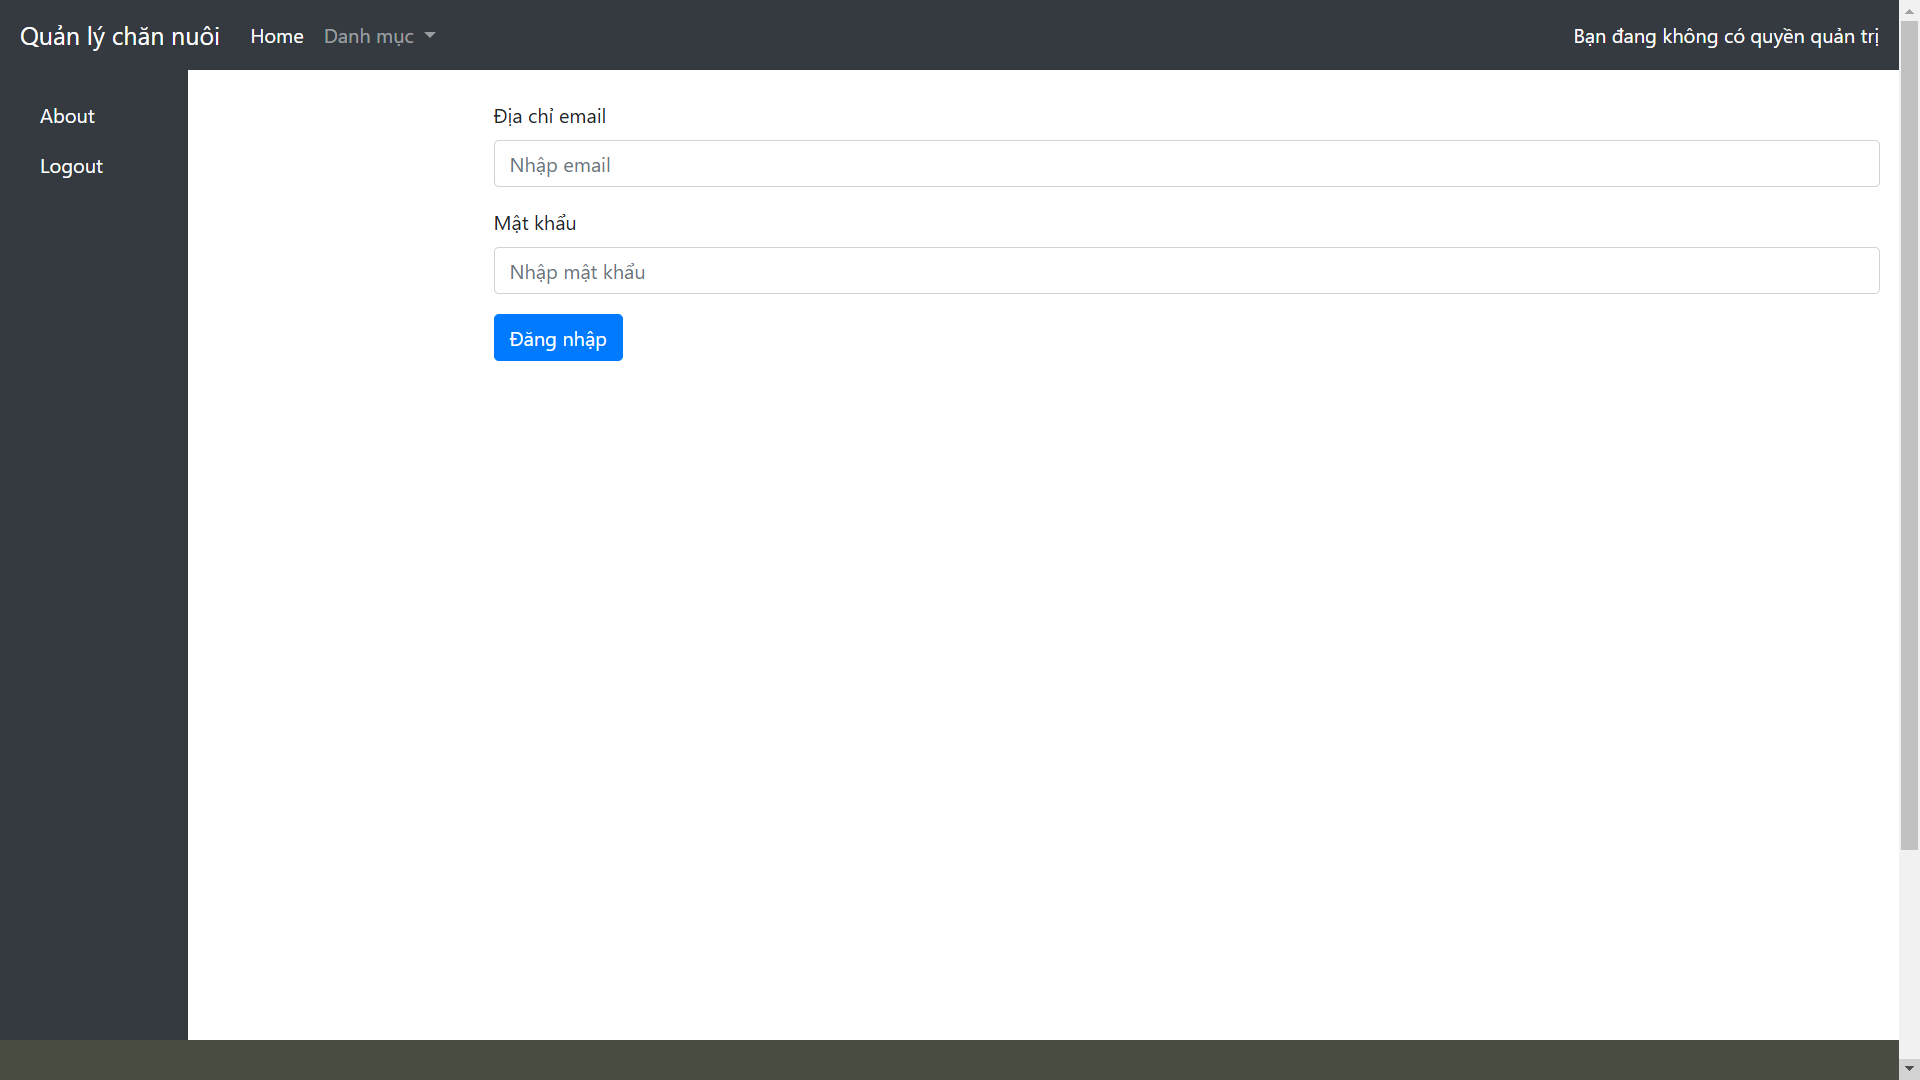 Quản lý chăn nuôi Home Danh mục Bạn đang không có quyền quản trị
About
Logout
Địa chỉ email
Nhập email
Mật khẩu
Nhập mật khẩu
Đăng nhập